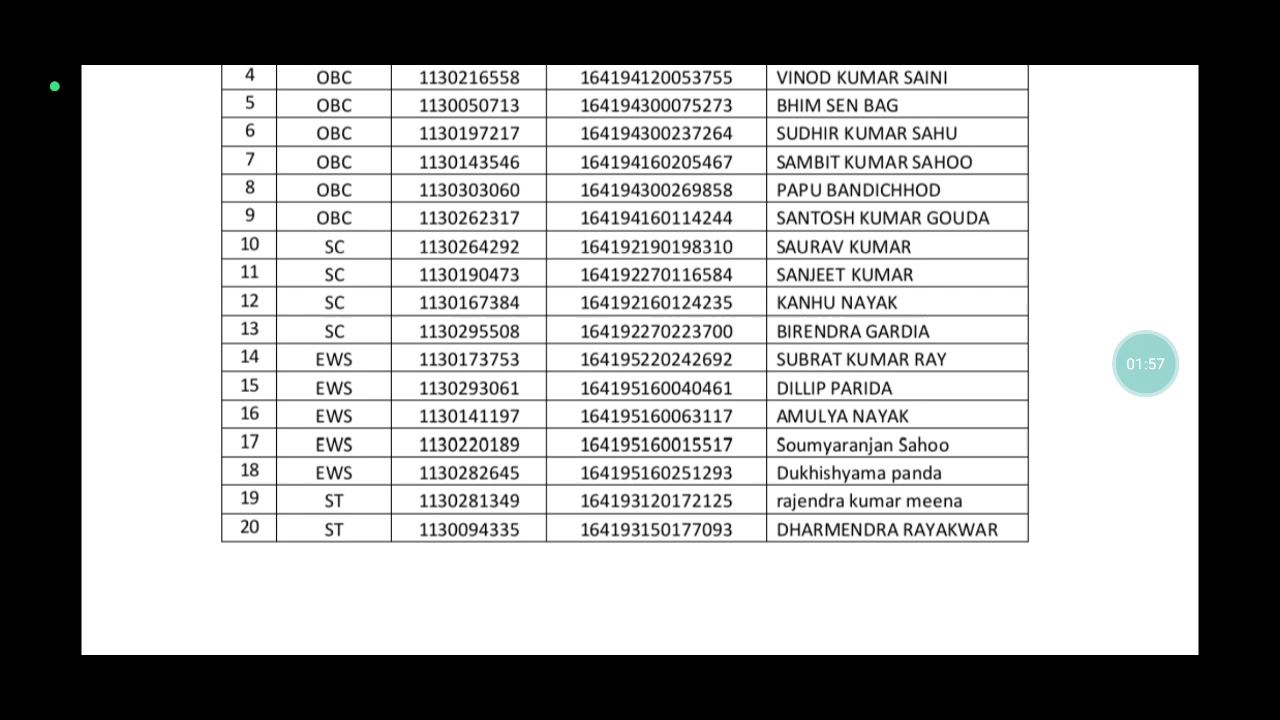 4 OBC 1130216558 164194120053755 VINOD KUMAR SAINI
5 OBC 1130050713 164194300075273 BHIM SEN BAG
6 OBC 1130197217 164194300237264 SUDHIR KUMAR SAHU
7 OBC 1130143546 164194160205467 SAMBIT KUMAR SAHOO
8 OBC 1130303060 164194300269858 PAPU BANDICHHOD
9 OBC 1130262317 164194160114244 SANTOSH KUMAR GOUDA
10 SC 1130264292 164192190198310 SAURAV KUMAR
11 SC 1130190473 164192270116584 SANJEET KUMAR
12 SC 1130167384 164192160124235 KANHU NAYAK
13 SC 1130295508 164192270223700 BIRENDRA GARDIA
14 EWS 1130173753 164195220242692 SUBRAT KUMAR RAY
15 EWS 1130293061 164195160040461 DILLIP PARIDA
01:57
16 EWS 1130141197 164195160063117 AMULYA NAYAK
17 EWS 1130220189 164195160015517 Soumyaranjan Sahoo
18 EWS 1130282645 164195160251293 Dukhishyama panda
19 ST 1130281349 164193120172125 rajendra kumar meena
20 ST 1130094335 164193150177093 DHARMENDRA RAYAKWAR